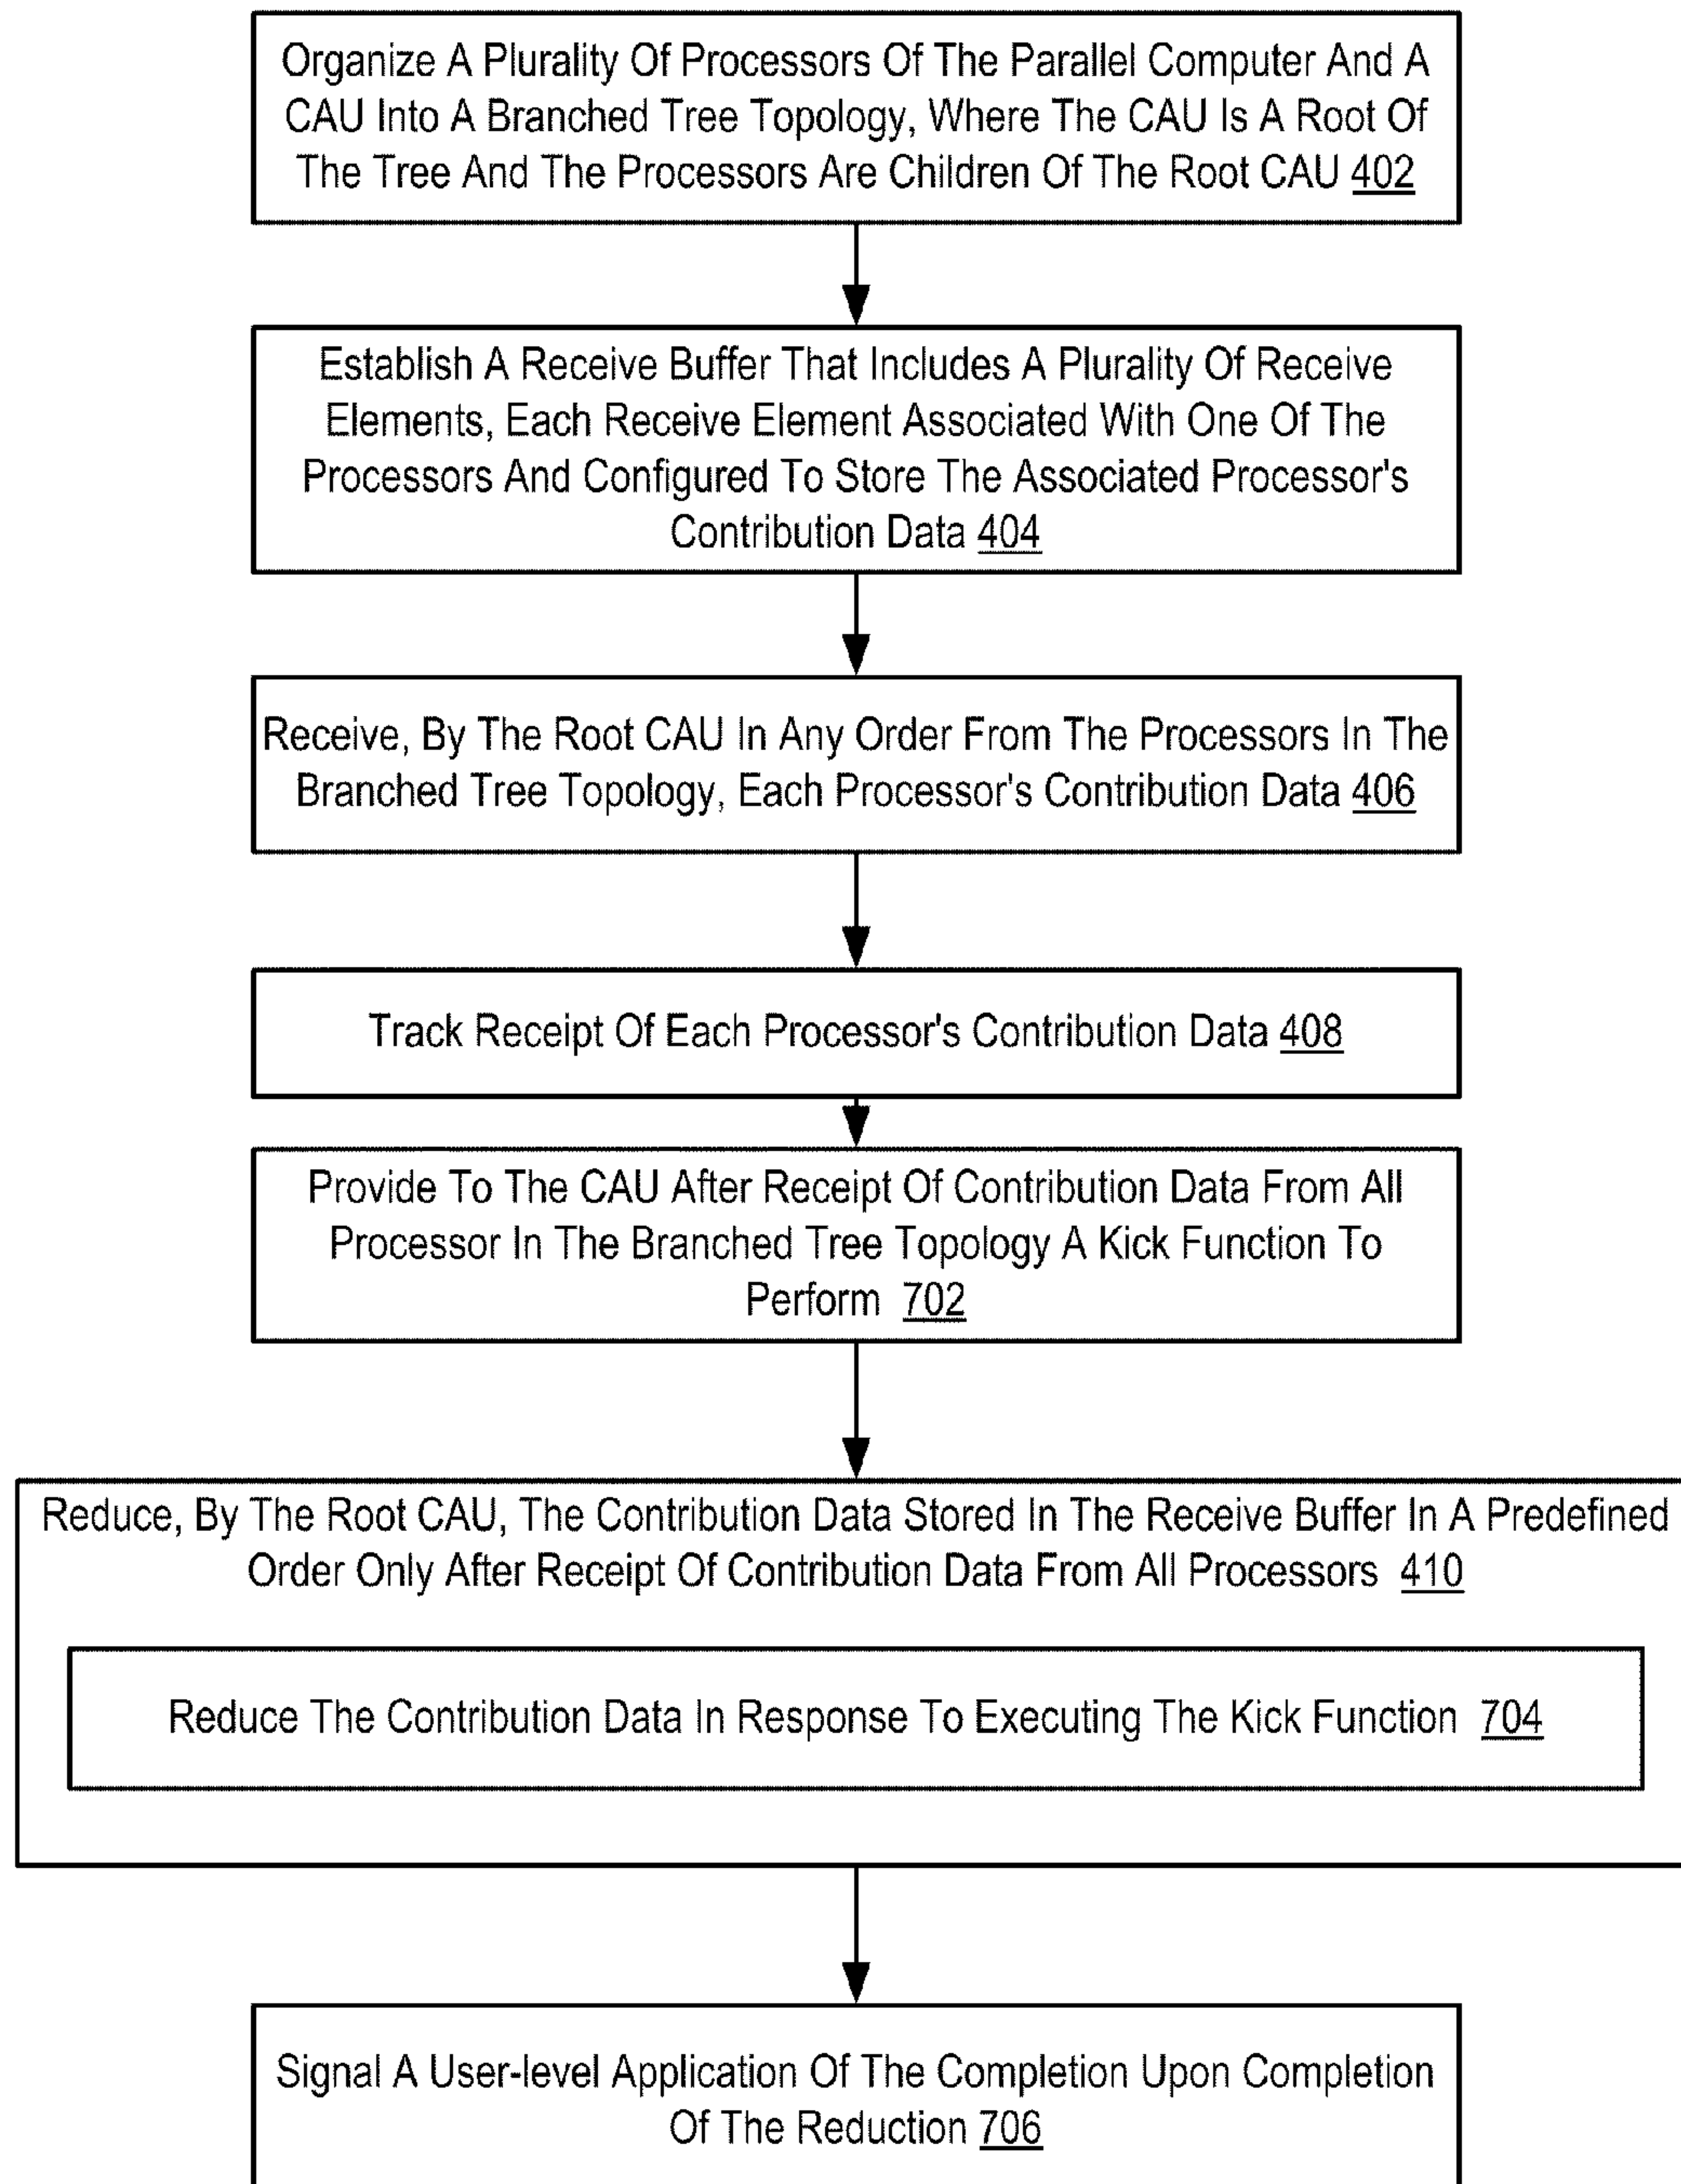 Organize A Plurality Of Processors Of The Parallel Computer And A
CAU Into A Branched Tree Topology, Where The CAU Is A Root Of
The Tree And The Processors Are Children Of The Root CAU 402
Establish A Receive Buffer That Includes A Plurality Of Receive
Elements, Each Receive Element Associated With One Of The
Processors And Configured To Store The Associated Processor's
Contribution Data 404
Receive, By The Root CAU In Any Order From The Processors In The
Branched Tree Topology, Each Processor's Contribution Data 406
Track Receipt Of Each Processor's Contribution Data 408
Provide To The CAU After Receipt Of Contribution Data From All
Processor In The Branched Tree Topology A Kick Function To
Perform 702
Reduce, By The Root CAU, The Contribution Data Stored In The Receive Buffer In A Predefined
Order Only After Receipt Of Contribution Data From All Processors 410
Reduce The Contribution Data In Response To Executing The Kick Function 704
Signal A User-level Application Of The Completion Upon Completion
Of The Reduction 706